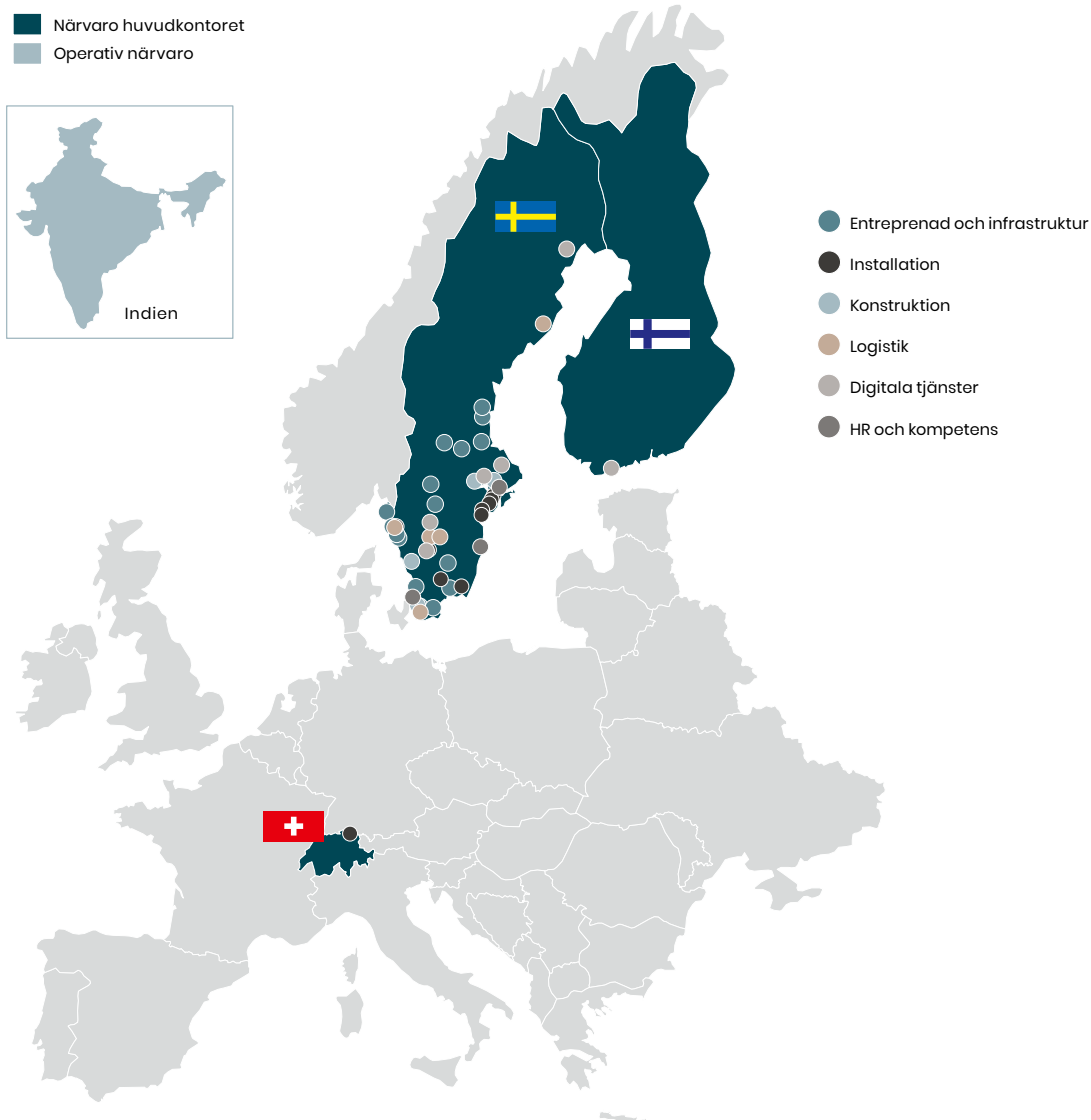 Närvaro huvudkontoret
Operativ närvaro
Indien
Entreprenad och infrastruktur
Installation
Konstruktion
Logistik
Digitala tjänster
HR och kompetens